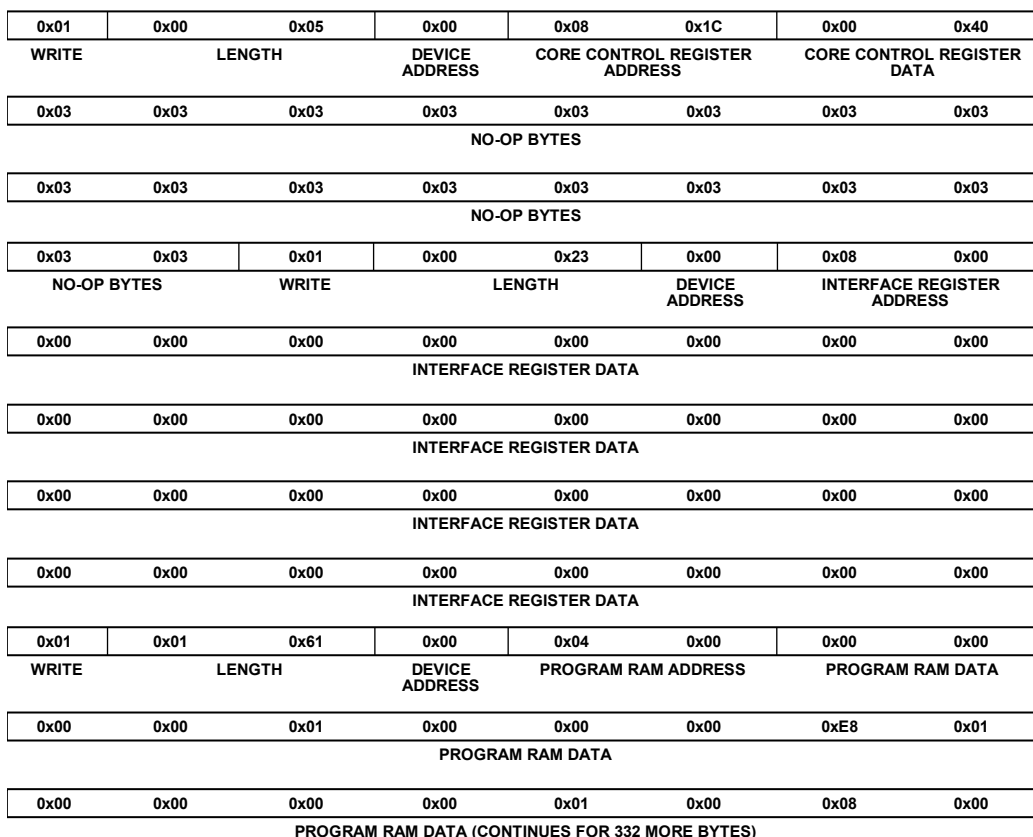 0x01 0x00 0x05 0x00 0x08 0x1C 0x00 0x40
WRITE LENGTH DEVICE ADDRESS CORE CONTROL REGISTER ADDRESS CORE CONTROL REGISTER DATA
0x03 0x03 0x03 0x03 0x03 0x03 0x03 0x03
NO-OP BYTES
0x03 0x03 0x03 0x03 0x03 0x03 0x03 0x03
NO-OP BYTES
0x03 0x03 0x01 0x00 0x23 0x00 0x08 0x00
NO-OP BYTES WRITE LENGTH DEVICE ADDRESS INTERFACE REGISTER ADDRESS
0x00 0x00 0x00 0x00 0x00 0x00 0x00 0x00
INTERFACE REGISTER DATA
0x00 0x00 0x00 0x00 0x00 0x00 0x00 0x00
INTERFACE REGISTER DATA
0x00 0x00 0x00 0x00 0x00 0x00 0x00 0x00
INTERFACE REGISTER DATA
0x00 0x00 0x00 0x00 0x00 0x00 0x00 0x00
INTERFACE REGISTER DATA
0x01 0x01 0x61 0x00 0x04 0x00 0x00 0x00
WRITE LENGTH DEVICE ADDRESS PROGRAM RAM ADDRESS PROGRAM RAM DATA
0x00 0x00 0x01 0x00 0x00 0x00 0xE8 0x01
PROGRAM RAM DATA
0x00 0x00 0x00 0x00 0x01 0x00 0x08 0x00
PROGRAM RAM DATA (CONTINUES FOR 332 MORE BYTES)